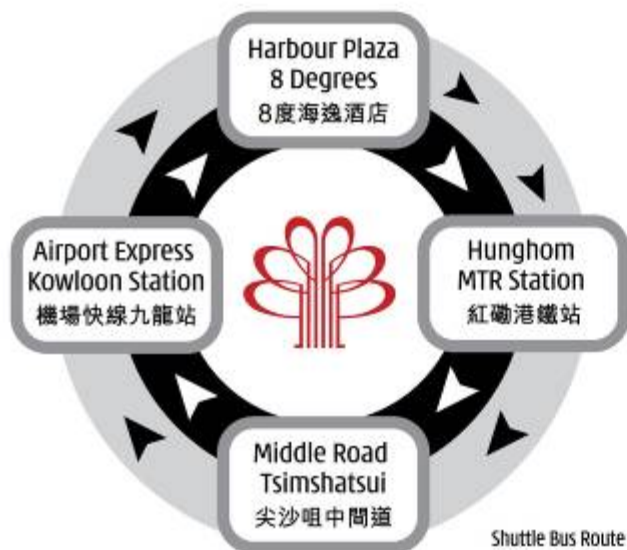 Harbour Plaza
8 Degrees
8度海逸酒店
Airport Express
Kowloon Station
機場快線九龍站
Hunghom
MTR Station
紅磡港鐵站
Middle Road
Tsimshatsui
尖沙咀中間道
Shuttle Bus Route